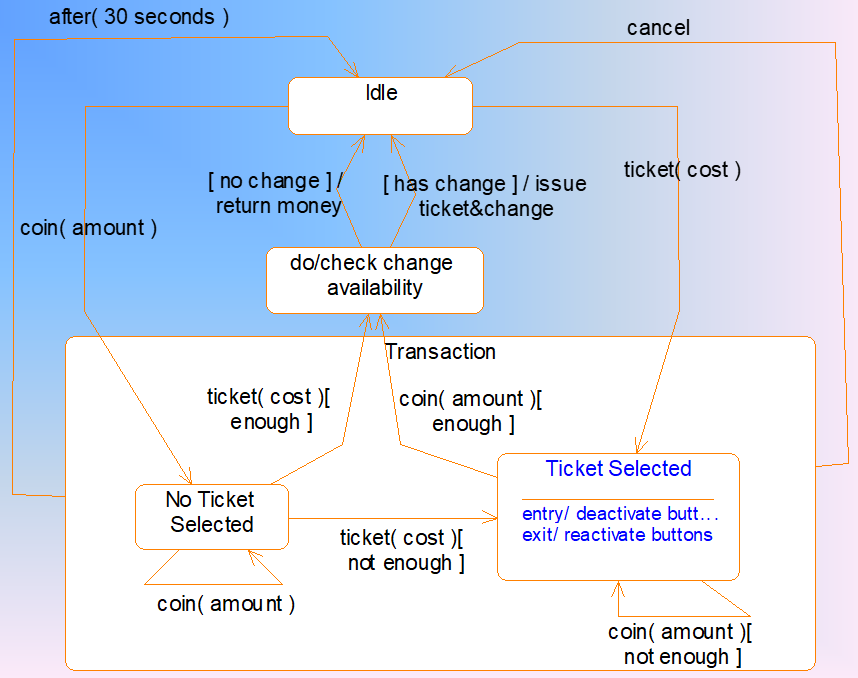 after( 30 seconds )
cancel
Idle
[ no change ] /
return money
[ has change ] / issue
ticket&change
ticket( cost )
coin( amount )
do/check change
availability
Transaction
ticket( cost )[
enough ]
coin( amount )[
enough ]
Ticket Selected
entry/ deactivate butt...
exit/ reactivate buttons
No Ticket
Selected
ticket( cost )[
not enough ]
coin( amount )
coin( amount )[
not enough ]